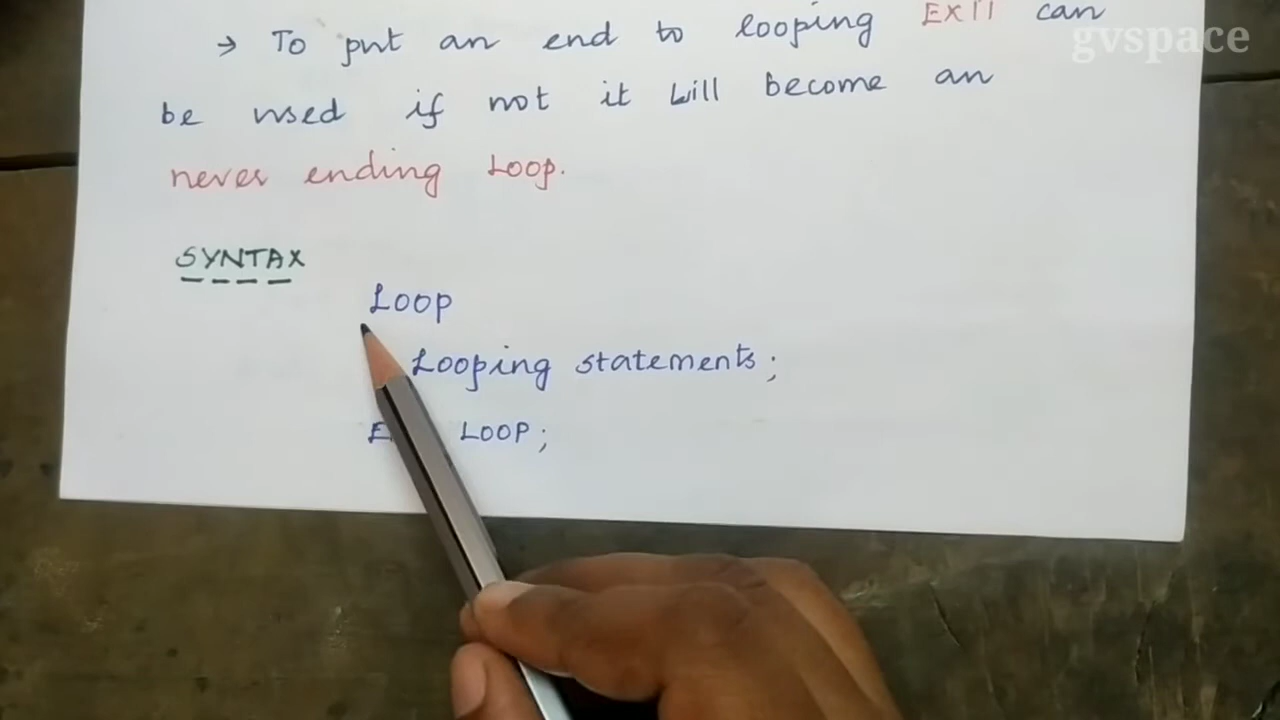 → To put an end to looping EXIT can
gvspace
be used if not it will become an
never ending Loop.
SYNTAX
Loop
Looping statements;
LOOP;